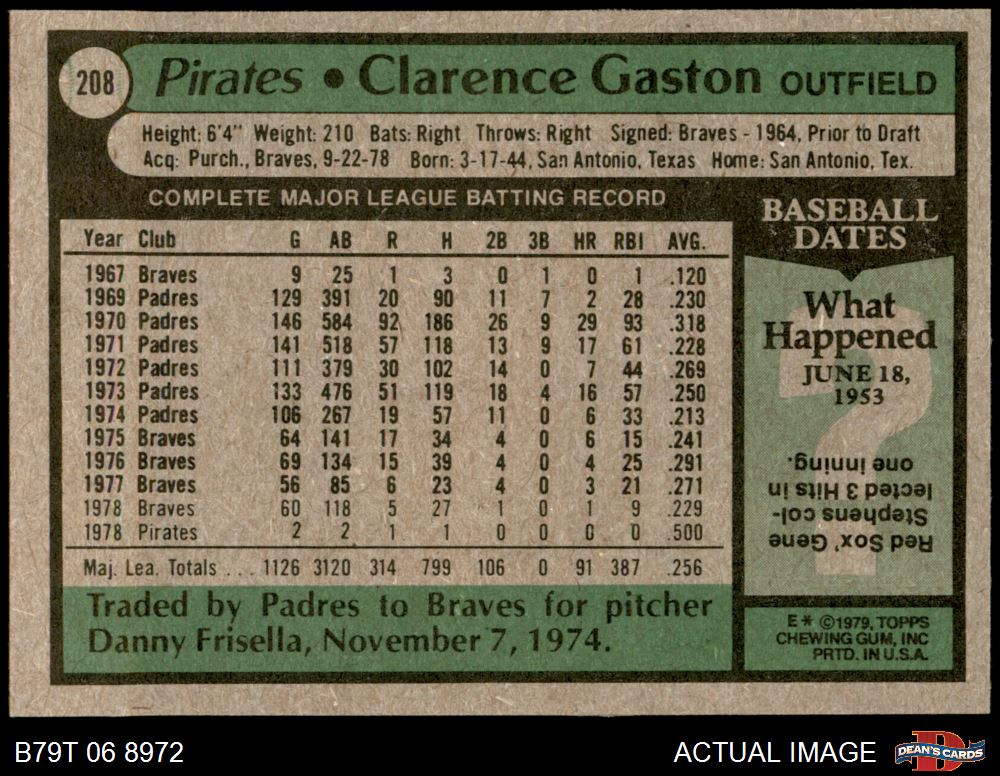 208 Pirates • Clarence Gaston OUTFIELD
Height: 6'4" Weight: 210 Bats: Right Throws: Right Signed: Braves - 1964, Prior to Draft
Acq: Purch., Braves, 9-22-78 Born: 3-17-44, San Antonio, Texas Home: San Antonio, Tex.
COMPLETE MAJOR LEAGUE BATTING RECORD
Year Club G AB R H 2B 3B HR RBI AVG.
1967 Braves 9 25 1 3 0 1 0 1 .120
1969 Padres 129 391 20 90 11 7 2 28 .230
1970 Padres 146 584 92 186 26 9 29 93 .318
1971 Padres 141 518 57 118 13 9 17 61 .228
1972 Padres 111 379 30 102 14 0 7 44 .269
1973 Padres 133 476 51 119 18 4 16 57 .250
1974 Padres 106 267 19 57 11 0 6 33 .213
1975 Braves 64 141 17 34 4 0 6 15 .241
1976 Braves 69 134 15 39 4 0 4 25 .291
1977 Braves 56 85 6 23 4 0 3 21 .271
1978 Braves 60 118 5 27 1 0 1 9 .229
1978 Pirates 2 2 1 1 0 0 0 0 .500
Maj. Lea. Totals . . . 1126 3120 314 799 106 0 91 387 .256
Traded by Padres to Braves for pitcher
Danny Frisella, November 7, 1974.
BASEBALL
DATES
What
Happened
JUNE 18,
1953
?
Red Sox' Gene
Stephens col-
lected 3 Hits in
one inning.
E * ©1979, TOPPS
CHEWING GUM, INC
PRTD. IN U.S.A.
B79T 06 8972
ACTUAL IMAGE
D
DEAN'S CARDS